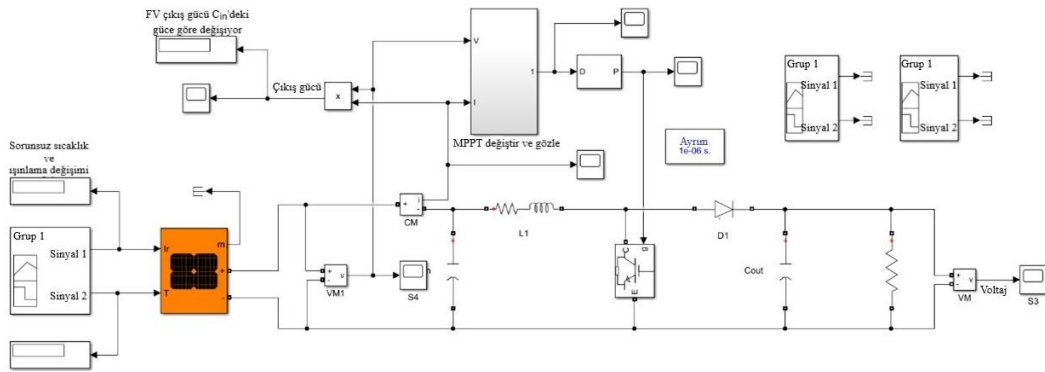 FV çıkış gücü Cin'deki
güce göre değişiyor
Çıkış gücü
x
V
I
1
MPPT değiştir ve gözle
D
P
Ayrım
1e-06 s.
Grup 1
Sinyal 1
Sinyal 2
Grup 1
Sinyal 1
Sinyal 2
Sorunsuz sıcaklık
ve
ışınlama değişimi
Grup 1
Sinyal 1
Sinyal 2
Ir
T
m
+
-
+
-
v
VM1
S4
+
i
-
CM
L1
C
g
E
D1
Cout
+
-
v
VM
Voltaj
S3